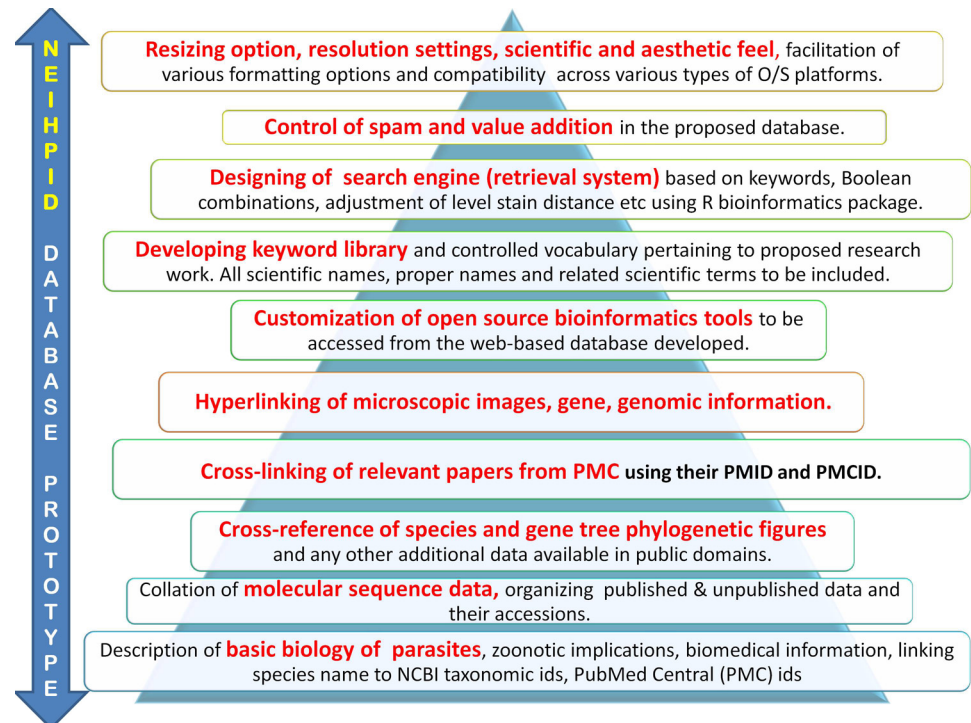 NEIHPID DATABASE PROTOTYPE
Resizing option, resolution settings, scientific and aesthetic feel, facilitation of
various formatting options and compatibility across various types of O/S platforms.
Control of spam and value addition in the proposed database.
Designing of search engine (retrieval system) based on keywords, Boolean
combinations, adjustment of level stain distance etc using R bioinformatics package.
Developing keyword library and controlled vocabulary pertaining to proposed research
work. All scientific names, proper names and related scientific terms to be included.
Customization of open source bioinformatics tools to be
accessed from the web-based database developed.
Hyperlinking of microscopic images, gene, genomic information.
Cross-linking of relevant papers from PMC using their PMID and PMCID.
Cross-reference of species and gene tree phylogenetic figures
and any other additional data available in public domains.
Collation of molecular sequence data, organizing published & unpublished data and
their accessions.
Description of basic biology of parasites, zoonotic implications, biomedical information, linking
species name to NCBI taxonomic ids, PubMed Central (PMC) ids